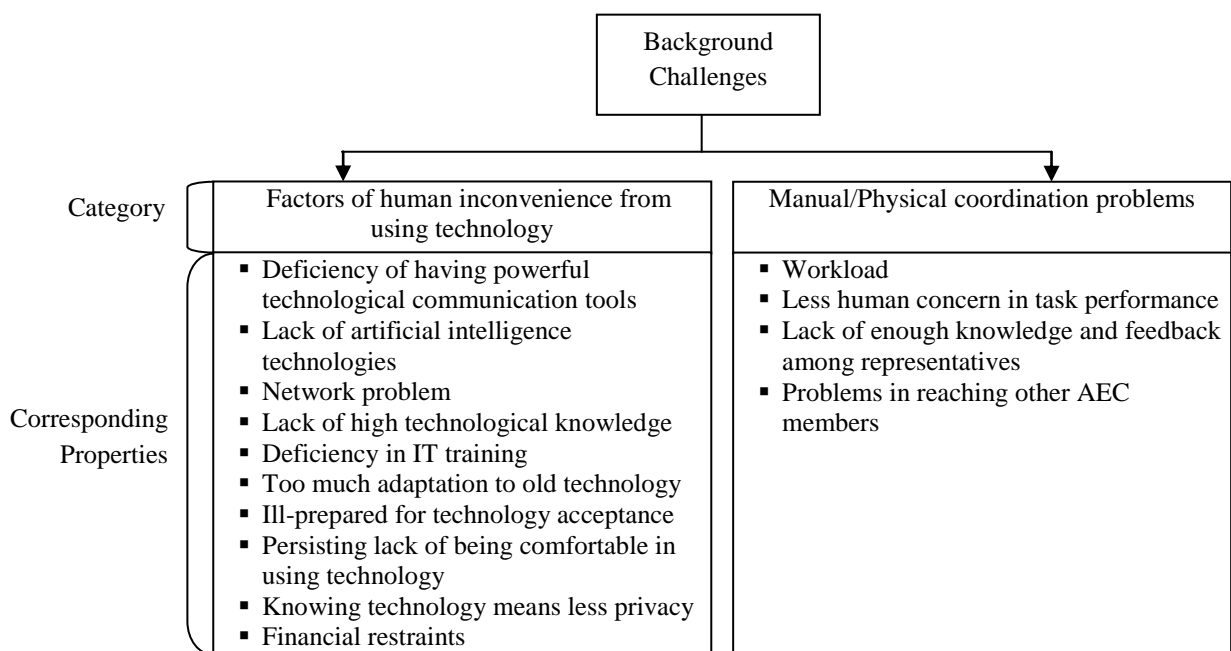 Background
Challenges
Category
Factors of human inconvenience from
using technology
Manual/Physical coordination problems
Corresponding
Properties
▪ Deficiency of having powerful
technological communication tools
▪ Lack of artificial intelligence
technologies
▪ Network problem
▪ Lack of high technological knowledge
▪ Deficiency in IT training
▪ Too much adaptation to old technology
▪ Ill-prepared for technology acceptance
▪ Persisting lack of being comfortable in
using technology
▪ Knowing technology means less privacy
▪ Financial restraints
▪ Workload
▪ Less human concern in task performance
▪ Lack of enough knowledge and feedback
among representatives
▪ Problems in reaching other AEC
members